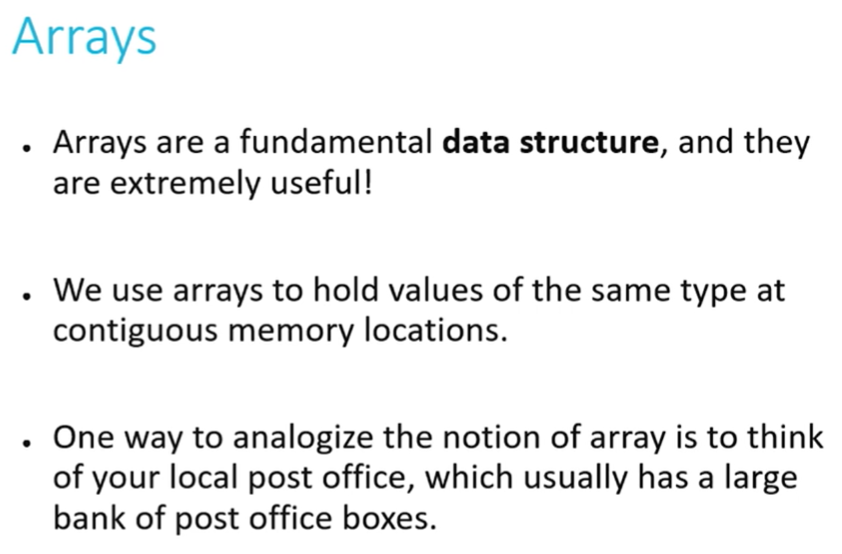 Arrays
• Arrays are a fundamental data structure, and they
are extremely useful!
• We use arrays to hold values of the same type at
contiguous memory locations.
• One way to analogize the notion of array is to think
of your local post office, which usually has a large
bank of post office boxes.